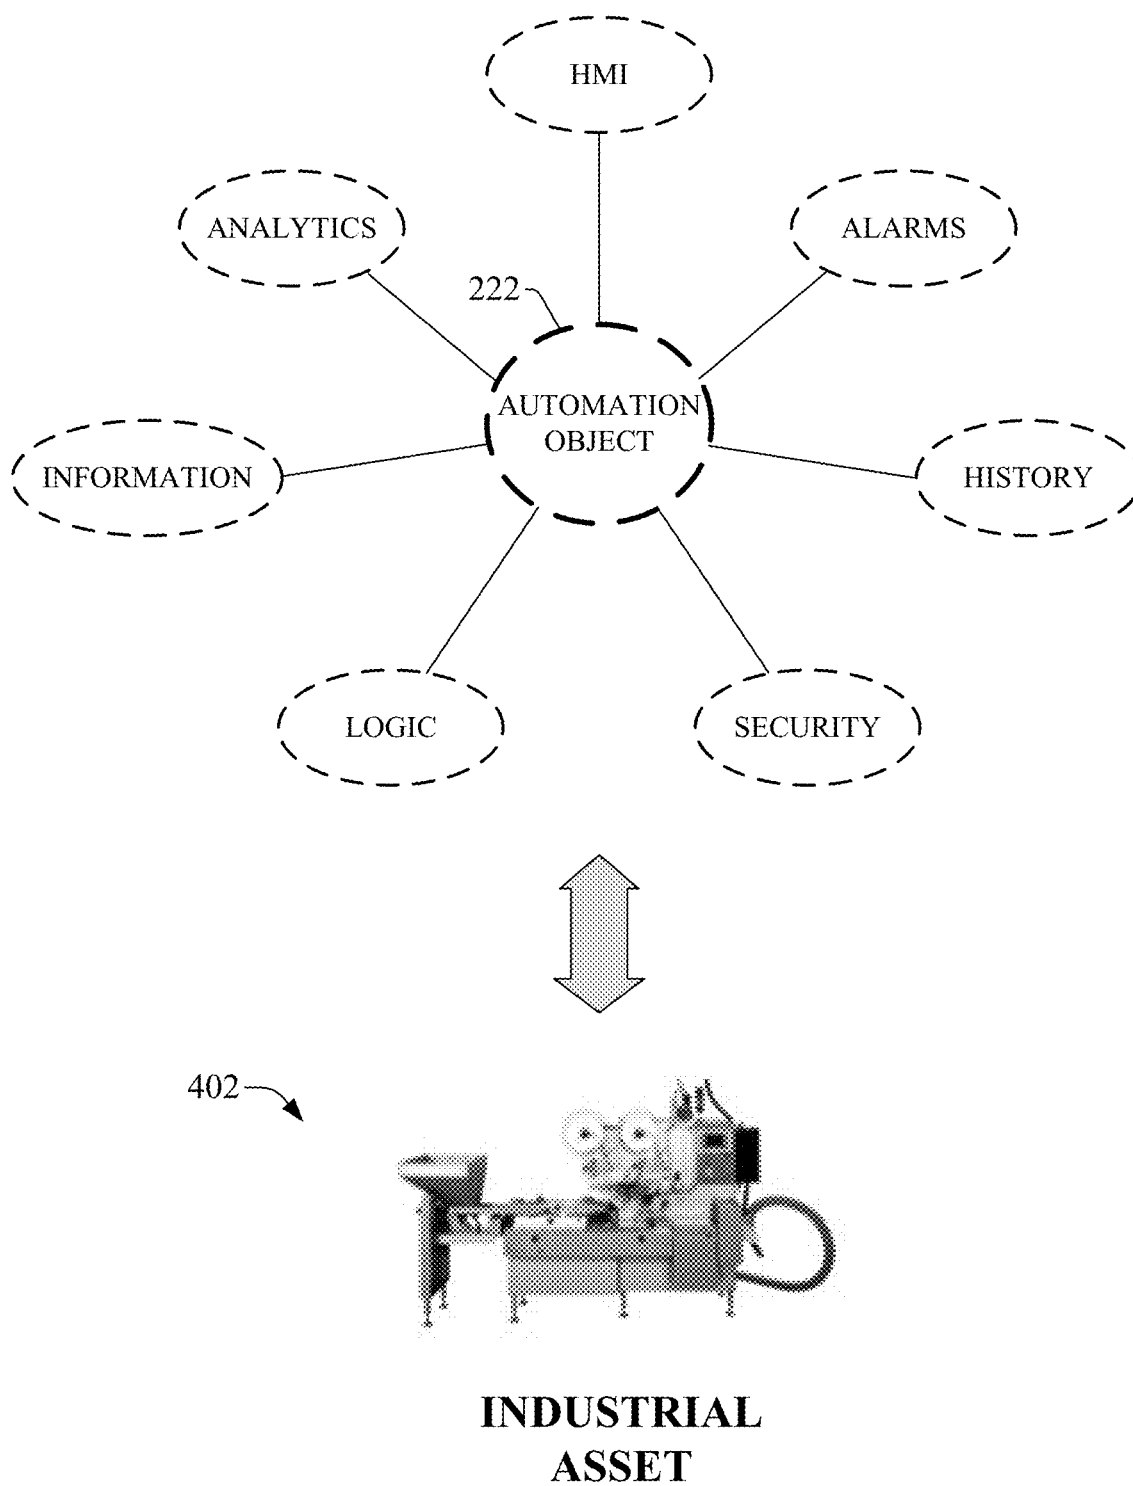 HMI
ANALYTICS
ALARMS
222
AUTOMATION
OBJECT
INFORMATION
HISTORY
LOGIC
SECURITY
402
INDUSTRIAL
ASSET